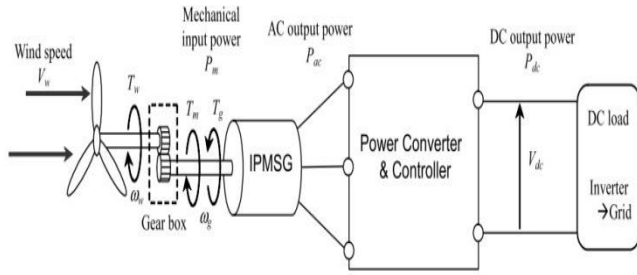 Mechanical
input power
P_m
AC output power
P_ac
DC output power
P_dc
Wind speed
V_w
T_w
T_m
T_g
IPMSG
Power Converter
& Controller
V_dc
DC load
Inverter
→Grid
ω_w
ω_g
Gear box